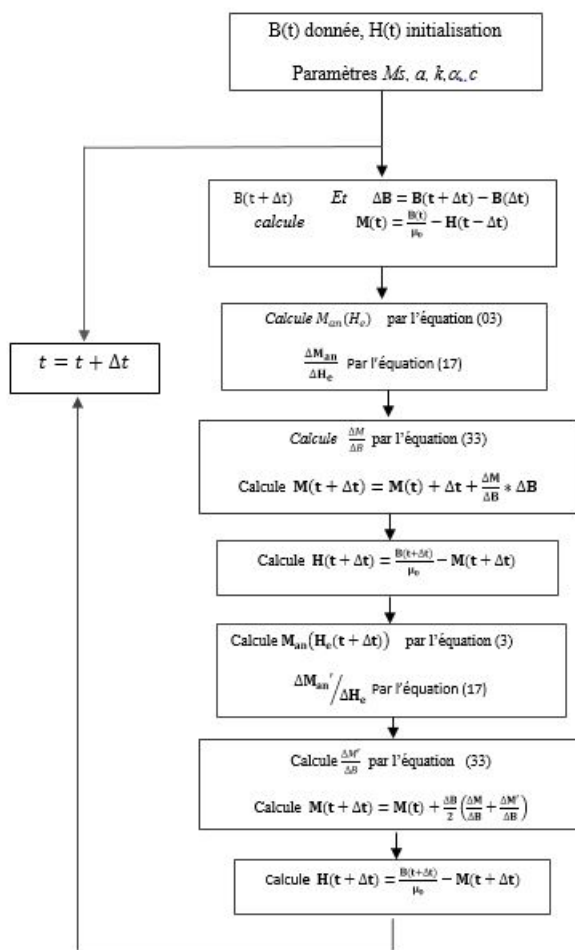 B(t) donnée, H(t) initialisation
Paramètres Ms, a, k,α,,c
B(t + Δt) Et ΔB = B(t + Δt) − B(Δt)
calcule M(t) = B(t)/μ₀ − H(t − Δt)
Calcule Mₐₙ(Hₑ) par l'équation (03)
ΔMₐₙ/ΔHₑ Par l'équation (17)
t = t + Δt
Calcule ΔM/ΔB par l'équation (33)
Calcule M(t + Δt) = M(t) + Δt + ΔM/ΔB * ΔB
Calcule H(t + Δt) = B(t+Δt)/μ₀ − M(t + Δt)
Calcule Mₐₙ(Hₑ(t + Δt)) par l'équation (3)
ΔMₐₙ′/ΔHₑ Par l'équation (17)
Calcule ΔM′/ΔB par l'équation (33)
Calcule M(t + Δt) = M(t) + ΔB/2 (ΔM/ΔB + ΔM′/ΔB)
Calcule H(t + Δt) = B(t+Δt)/μ₀ − M(t + Δt)